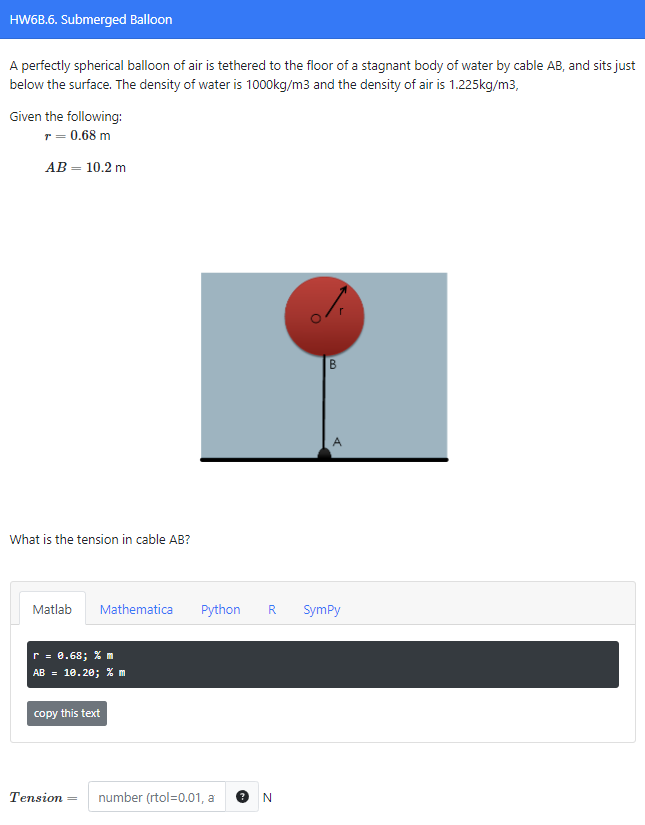 HW6B.6. Submerged Balloon
A perfectly spherical balloon of air is tethered to the floor of a stagnant body of water by cable AB, and sits just
below the surface. The density of water is 1000kg/m3 and the density of air is 1.225kg/m3,
Given the following:
r = 0.68 m
AB = 10.2 m
r
B
A
What is the tension in cable AB?
Matlab Mathematica Python R SymPy
r = 0.68; % m
AB = 10.20; % m
copy this text
Tension = number (rtol=0.01, a ? N